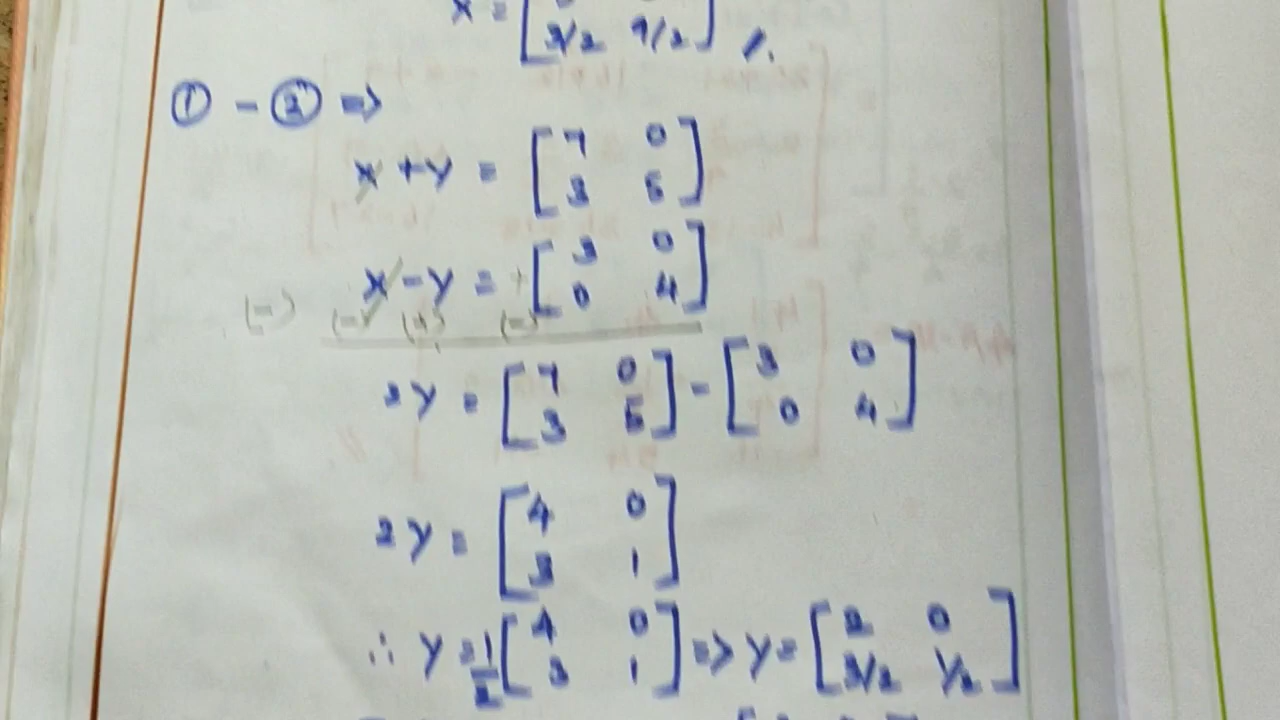 x = [3/2 9/2] //.
① - ② =>
x + y = [7 0
3 5]
x - y = [3 0
0 4]
(-) (-) (+) (-)
2y = [7 0
3 5] - [3 0
0 4]
2y = [4 0
3 1]
∴ y = 1/2 [4 0
3 1] => y = [2 0
3/2 1/2]